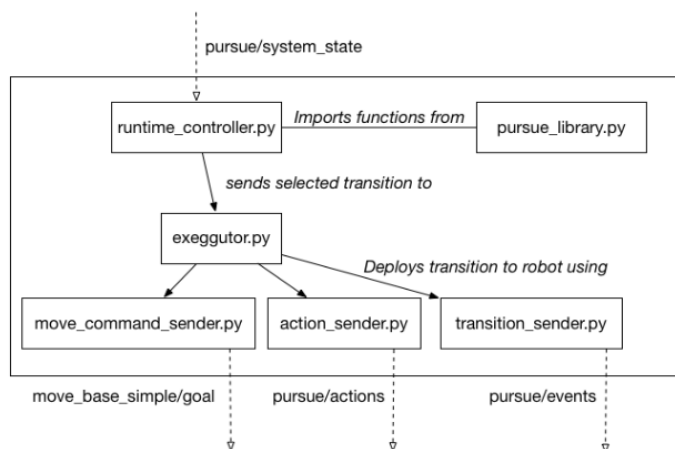 pursue/system_state
runtime_controller.py
Imports functions from
pursue_library.py
sends selected transition to
exeggutor.py
Deploys transition to robot using
move_command_sender.py
action_sender.py
transition_sender.py
move_base_simple/goal
pursue/actions
pursue/events